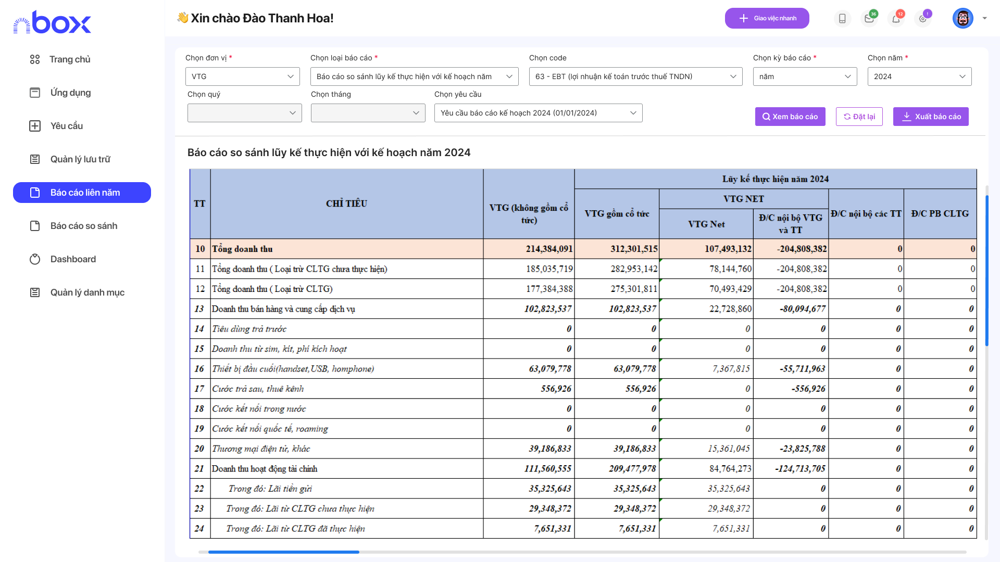 nbox
👋 Xin chào Đào Thanh Hoa!
Giao việc nhanh
36
12
!
Trang chủ
Ứng dụng
Yêu cầu
Quản lý lưu trữ
Báo cáo liên năm
Báo cáo so sánh
Dashboard
Quản lý danh mục
Chọn đơn vị * Chọn loại báo cáo * Chọn code Chọn kỳ báo cáo * Chọn năm *
VTG Báo cáo so sánh lũy kế thực hiện với kế hoạch năm 63 - EBT (lợi nhuận kế toán trước thuế TNDN) năm 2024
Chọn quý Chọn tháng Chọn yêu cầu
Yêu cầu báo cáo kế hoạch 2024 (01/01/2024)
Xem báo cáo Đặt lại Xuất báo cáo
Báo cáo so sánh lũy kế thực hiện với kế hoạch năm 2024
Lũy kế thực hiện năm 2024
TT CHỈ TIÊU VTG (không gồm cổ tức) VTG gồm cổ tức VTG NET Đ/C nội bộ các TT Đ/C PB CLTG
VTG Net Đ/C nội bộ VTG và TT
10 Tổng doanh thu 214,384,091 312,301,515 107,493,132 -204,808,382 0 0
11 Tổng doanh thu ( Loại trừ CLTG chưa thực hiện) 185,035,719 282,953,142 78,144,760 -204,808,382 0 0
12 Tổng doanh thu ( Loại trừ CLTG) 177,384,388 275,301,811 70,493,429 -204,808,382 0 0
13 Doanh thu bán hàng và cung cấp dịch vụ 102,823,537 102,823,537 22,728,860 -80,094,677 0 0
14 Tiêu dùng trả trước 0 0 0 0 0 0
15 Doanh thu từ sim, kít, phí kích hoạt 0 0 0 0 0 0
16 Thiết bị đầu cuối(handset,USB, homphone) 63,079,778 63,079,778 7,367,815 -55,711,963 0 0
17 Cước trả sau, thuê kênh 556,926 556,926 0 -556,926 0 0
18 Cước kết nối trong nước 0 0 0 0 0 0
19 Cước kết nối quốc tế, roaming 0 0 0 0 0 0
20 Thương mại điện tử, khác 39,186,833 39,186,833 15,361,045 -23,825,788 0 0
21 Doanh thu hoạt động tài chính 111,560,555 209,477,978 84,764,273 -124,713,705 0 0
22 Trong đó: Lãi tiền gửi 35,325,643 35,325,643 35,325,643 0 0 0
23 Trong đó: Lãi từ CLTG chưa thực hiện 29,348,372 29,348,372 29,348,372 0 0 0
24 Trong đó: Lãi từ CLTG đã thực hiện 7,651,331 7,651,331 7,651,331 0 0 0